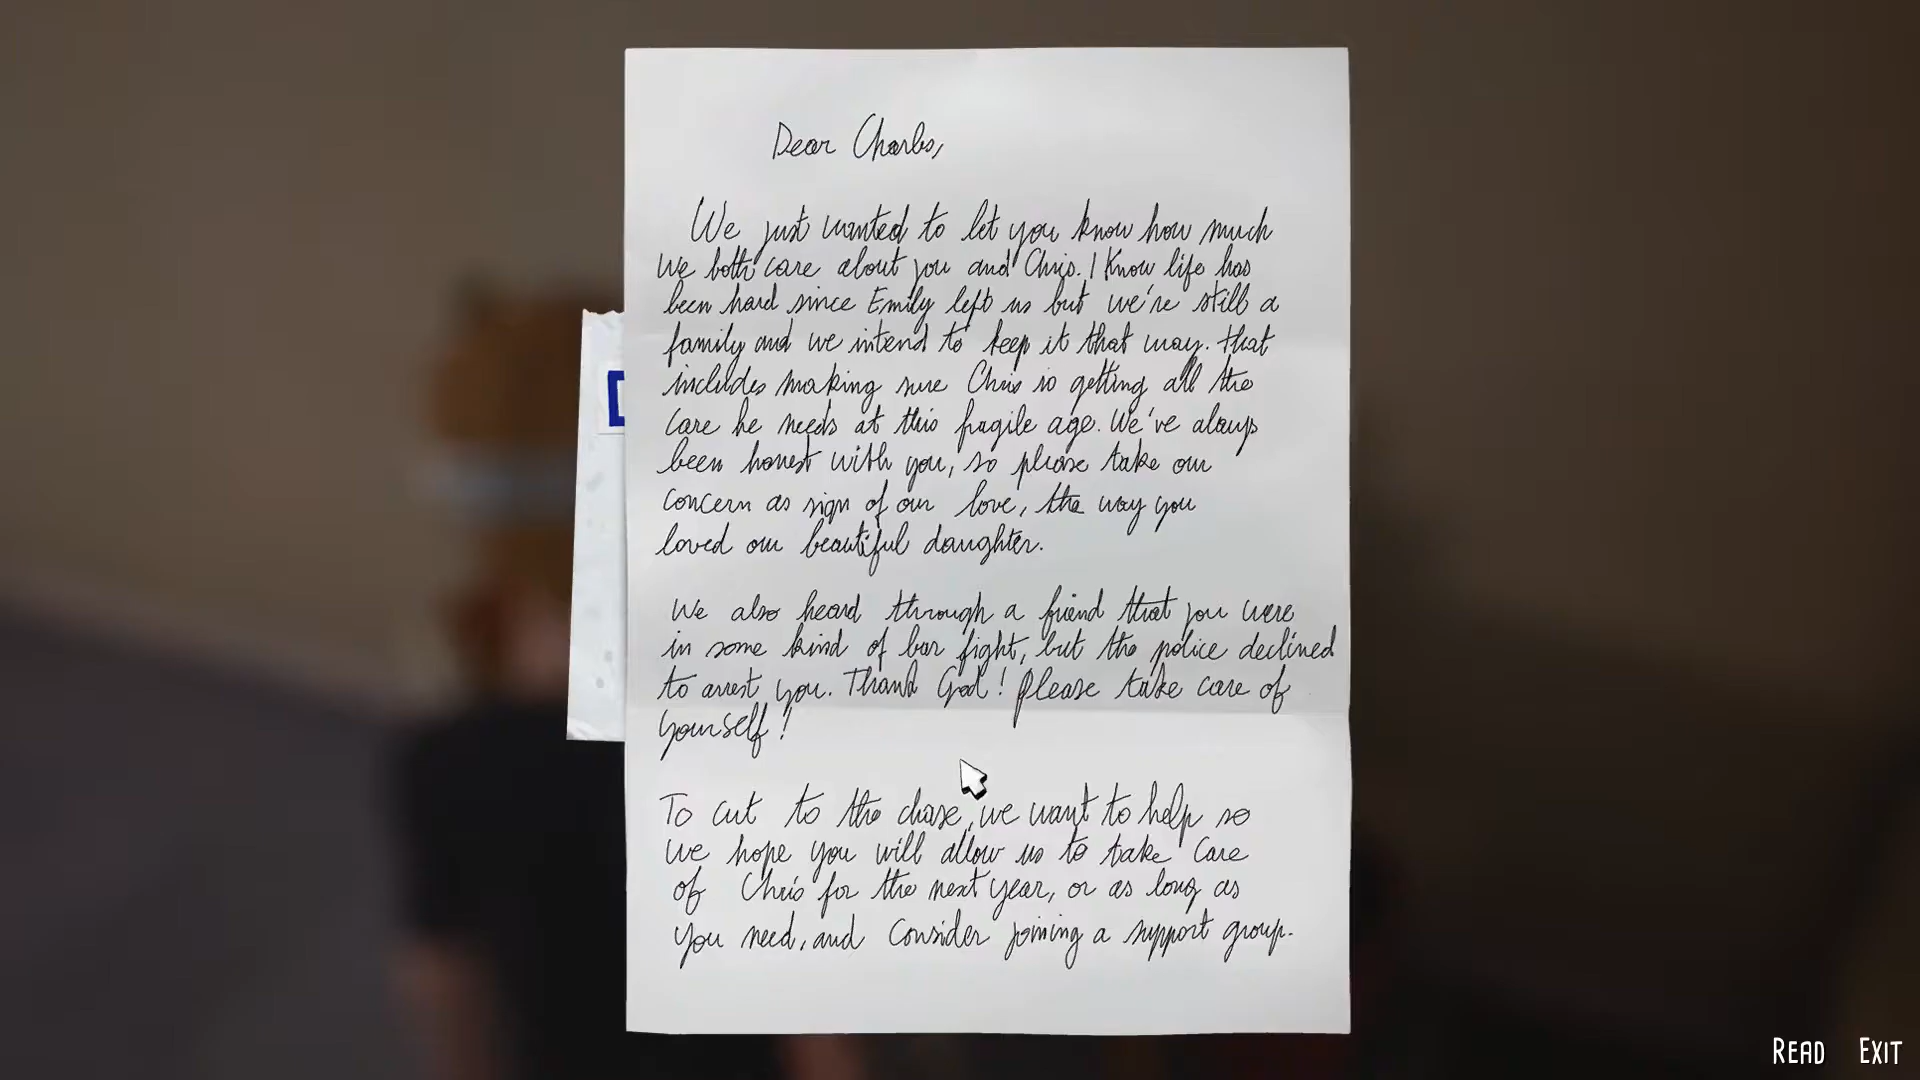 Dear Charles,
We just wanted to let you know how much
we both care about you and Chris. I Know life has
been hard since Emily left us but we're still a
family and we intend to keep it that way. that
includes making sure Chris is getting all the
care he needs at this fragile age. We've always
been honest with you, so please take our
concern as sign of our love, the way you
loved our beautiful daughter.
We also heard through a friend that you were
in some kind of bar fight, but the police declined
to arrest you. Thank God! please take care of
yourself!
To cut to the chase, we want to help so
we hope you will allow us to take care
of Chris for the next year, or as long as
you need, and consider joining a support group.
READ EXIT